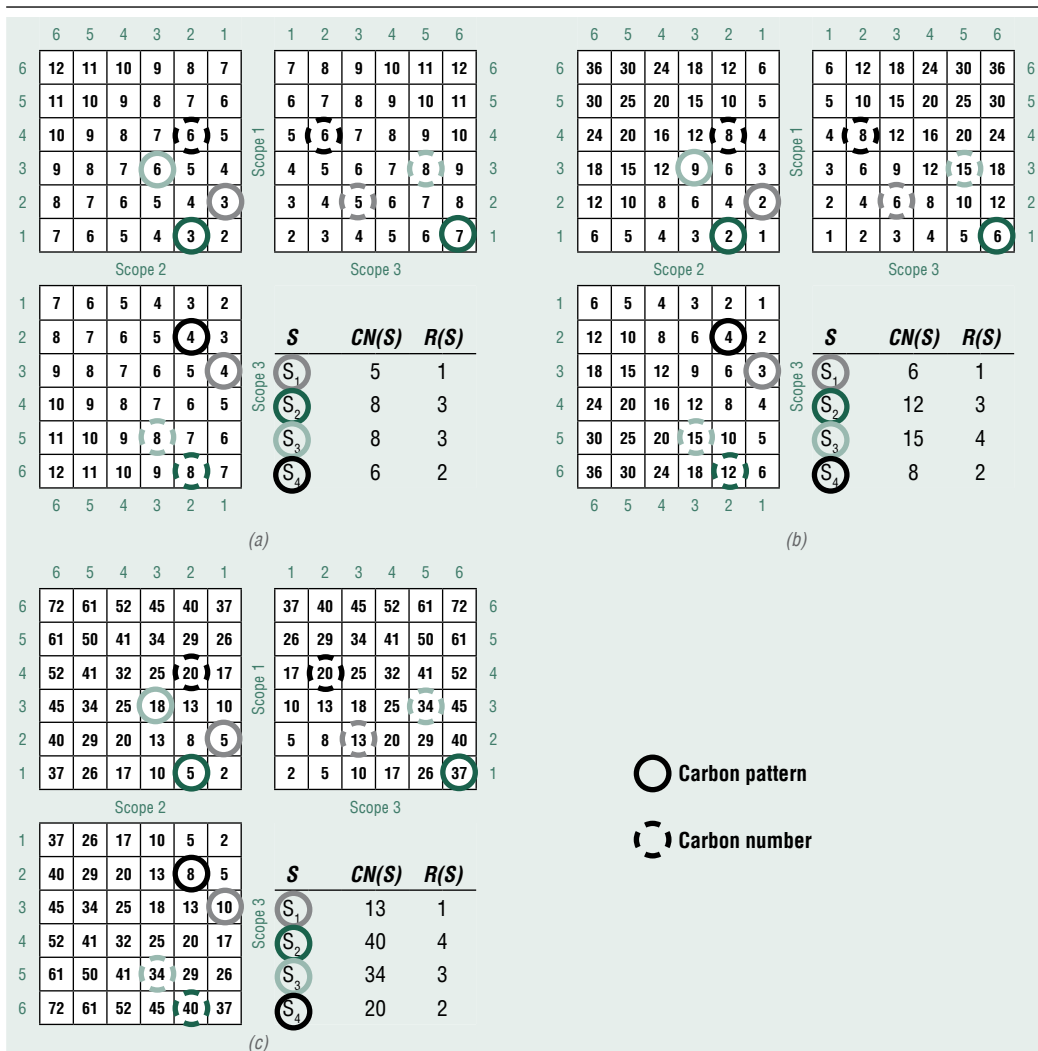 6 5 4 3 2 1
6 12 11 10 9 8 7
5 11 10 9 8 7 6
4 10 9 8 7 6 5
3 9 8 7 6 5 4
2 8 7 6 5 4 3
1 7 6 5 4 3 2
Scope 2
Scope 1
1 2 3 4 5 6
7 8 9 10 11 12 6
6 7 8 9 10 11 5
5 6 7 8 9 10 4
4 5 6 7 8 9 3
3 4 5 6 7 8 2
2 3 4 5 6 7 1
Scope 3
1 7 6 5 4 3 2
2 8 7 6 5 4 3
3 9 8 7 6 5 4
4 10 9 8 7 6 5
5 11 10 9 8 7 6
6 12 11 10 9 8 7
6 5 4 3 2 1
Scope 3
S CN(S) R(S)
S1 5 1
S2 8 3
S3 8 3
S4 6 2
(a)
6 5 4 3 2 1
6 36 30 24 18 12 6
5 30 25 20 15 10 5
4 24 20 16 12 8 4
3 18 15 12 9 6 3
2 12 10 8 6 4 2
1 6 5 4 3 2 1
Scope 2
Scope 1
1 2 3 4 5 6
6 12 18 24 30 36 6
5 10 15 20 25 30 5
4 8 12 16 20 24 4
3 6 9 12 15 18 3
2 4 6 8 10 12 2
1 2 3 4 5 6 1
Scope 3
1 6 5 4 3 2 1
2 12 10 8 6 4 2
3 18 15 12 9 6 3
4 24 20 16 12 8 4
5 30 25 20 15 10 5
6 36 30 24 18 12 6
6 5 4 3 2 1
Scope 3
S CN(S) R(S)
S1 6 1
S2 12 3
S3 15 4
S4 8 2
(b)
6 5 4 3 2 1
6 72 61 52 45 40 37
5 61 50 41 34 29 26
4 52 41 32 25 20 17
3 45 34 25 18 13 10
2 40 29 20 13 8 5
1 37 26 17 10 5 2
Scope 2
Scope 1
1 2 3 4 5 6
37 40 45 52 61 72 6
26 29 34 41 50 61 5
17 20 25 32 41 52 4
10 13 18 25 34 45 3
5 8 13 20 29 40 2
2 5 10 17 26 37 1
Scope 3
1 37 26 17 10 5 2
2 40 29 20 13 8 5
3 45 34 25 18 13 10
4 52 41 32 25 20 17
5 61 50 41 34 29 26
6 72 61 52 45 40 37
Scope 3
S CN(S) R(S)
S1 13 1
S2 40 4
S3 34 3
S4 20 2
(c)
Carbon pattern
Carbon number